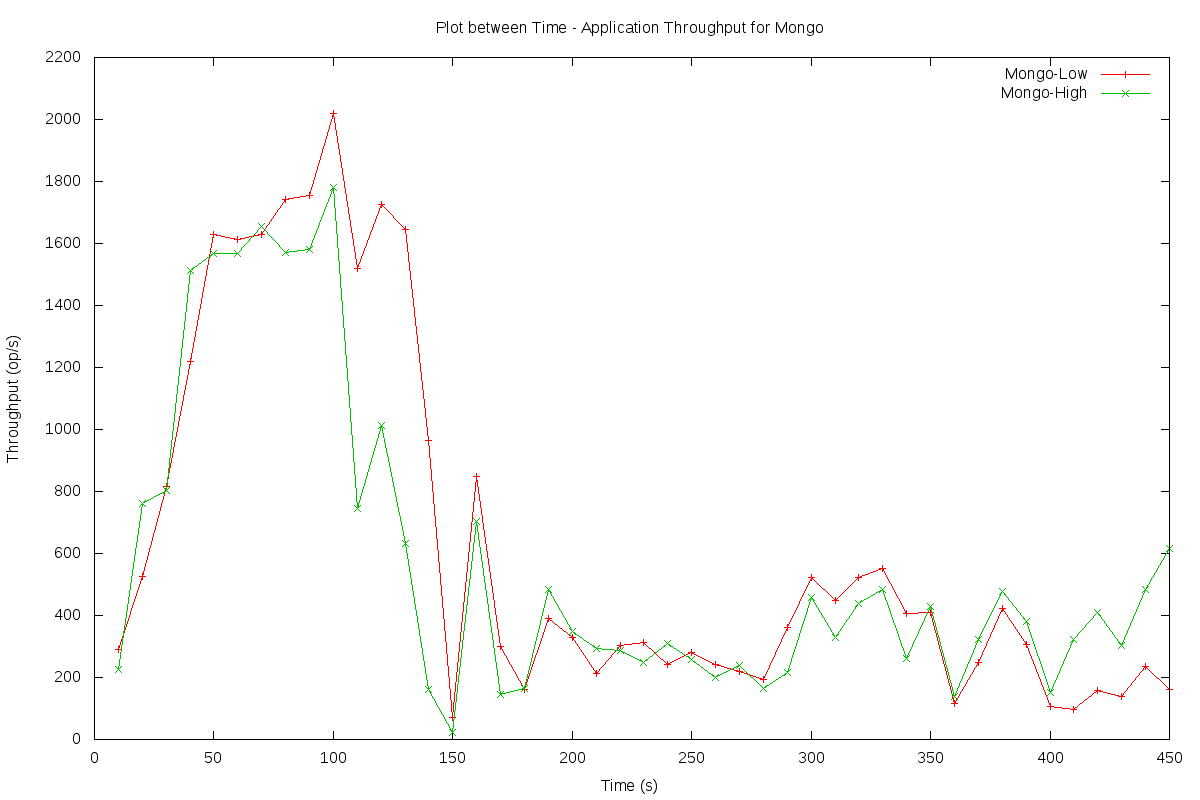 Plot between Time - Application Throughput for Mongo
2200
2000
1800
1600
1400
1200
1000
800
600
400
200
0
Throughput (op/s)
Mongo-Low
Mongo-High
0 50 100 150 200 250 300 350 400 450
Time (s)